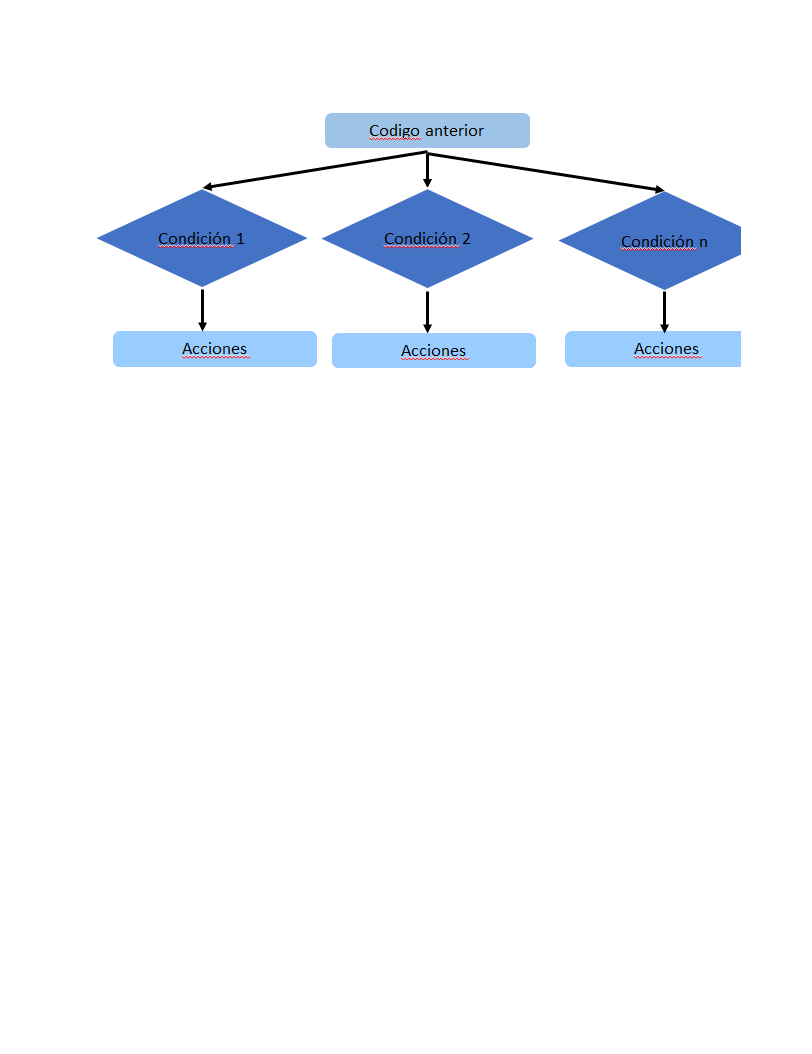 Codigo anterior
Condición 1
Condición 2
Condición n
Acciones
Acciones
Acciones